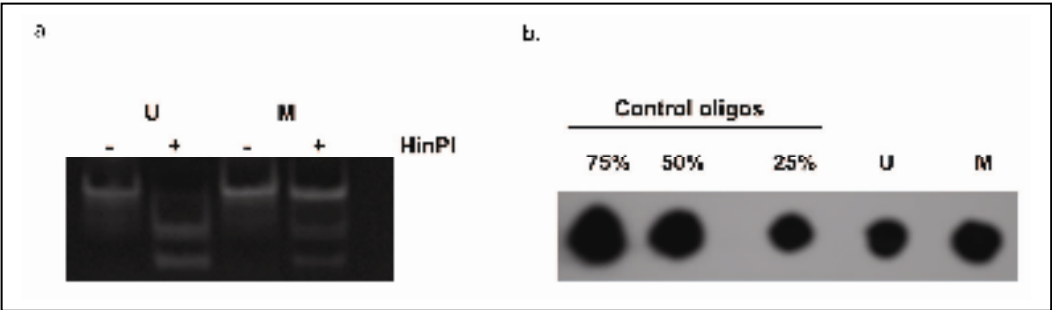 a
b.
U M
- + - + HinPI
Control oligos
75% 50% 25% U M